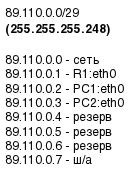 89.110.0.0/29
(255.255.255.248)
89.110.0.0 - сеть
89.110.0.1 - R1:eth0
89.110.0.2 - PC1:eth0
89.110.0.3 - PC2:eth0
89.110.0.4 - резерв
89.110.0.5 - резерв
89.110.0.6 - резерв
89.110.0.7 - ш/а